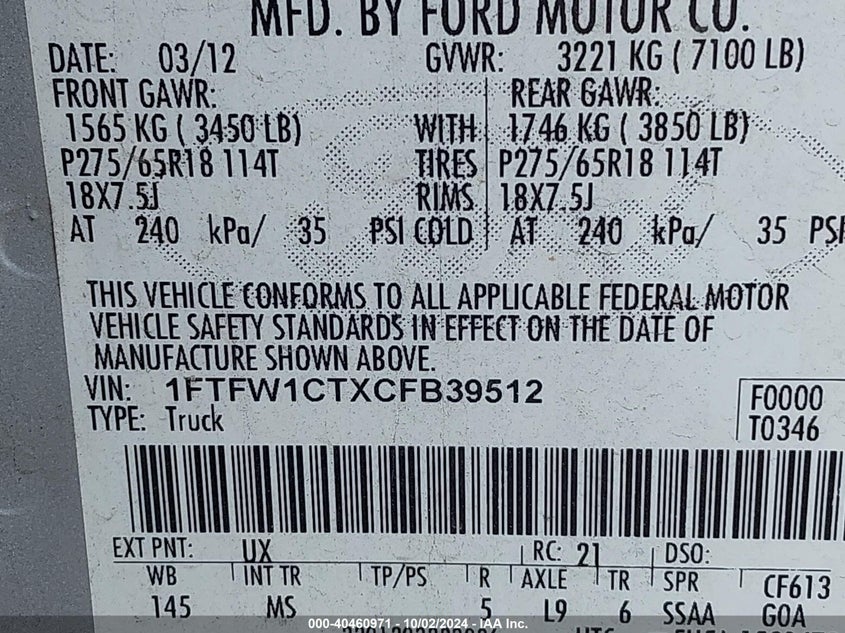 MFD. BY FORD MOTOR CO.
DATE: 03/12 GVWR: 3221 KG ( 7100 LB)
FRONT GAWR: REAR GAWR:
1565 KG ( 3450 LB) WITH 1746 KG ( 3850 LB)
P275/65R18 114T TIRES P275/65R18 114T
18X7.5J RIMS 18X7.5J
AT 240 kPa/ 35 PSI COLD AT 240 kPa/ 35 PSI
THIS VEHICLE CONFORMS TO ALL APPLICABLE FEDERAL MOTOR
VEHICLE SAFETY STANDARDS IN EFFECT ON THE DATE OF
MANUFACTURE SHOWN ABOVE.
VIN: 1FTFW1CTXCFB39512
F0000
TYPE: Truck T0346
EXT PNT: UX RC: 21 DSO:
WB INT TR TP/PS R AXLE TR SPR CF613
145 MS 5 L9 6 SSAA GOA
000-40460971 - 10/02/2024 - IAA Inc.